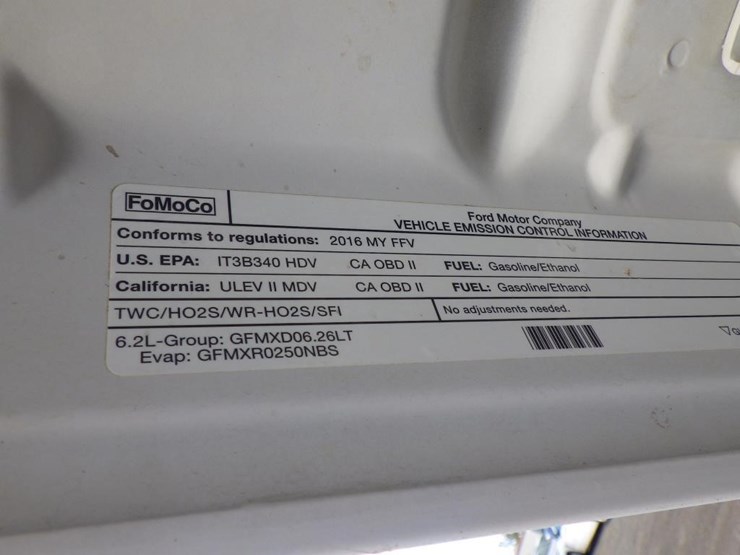 FoMoCo
Ford Motor Company
VEHICLE EMISSION CONTROL INFORMATION
Conforms to regulations: 2016 MY FFV
U.S. EPA: IT3B340 HDV CA OBD II FUEL: Gasoline/Ethanol
California: ULEV II MDV CA OBD II FUEL: Gasoline/Ethanol
TWC/HO2S/WR-HO2S/SFI No adjustments needed.
6.2L-Group: GFMXD06.26LT
Evap: GFMXR0250NBS